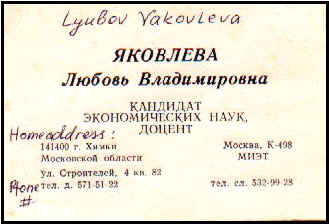 Lyubov Yakovleva
ЯКОВЛЕВА
Любовь Владимировна
КАНДИДАТ
ЭКОНОМИЧЕСКИХ НАУК,
ДОЦЕНТ
Home address:
141400 г. Химки
Московской области
ул. Строителей, 4 кв. 82
Phone # тел. д. 571-51-22
Москва, К-498
МИЭТ
тел. сл. 532-99-28